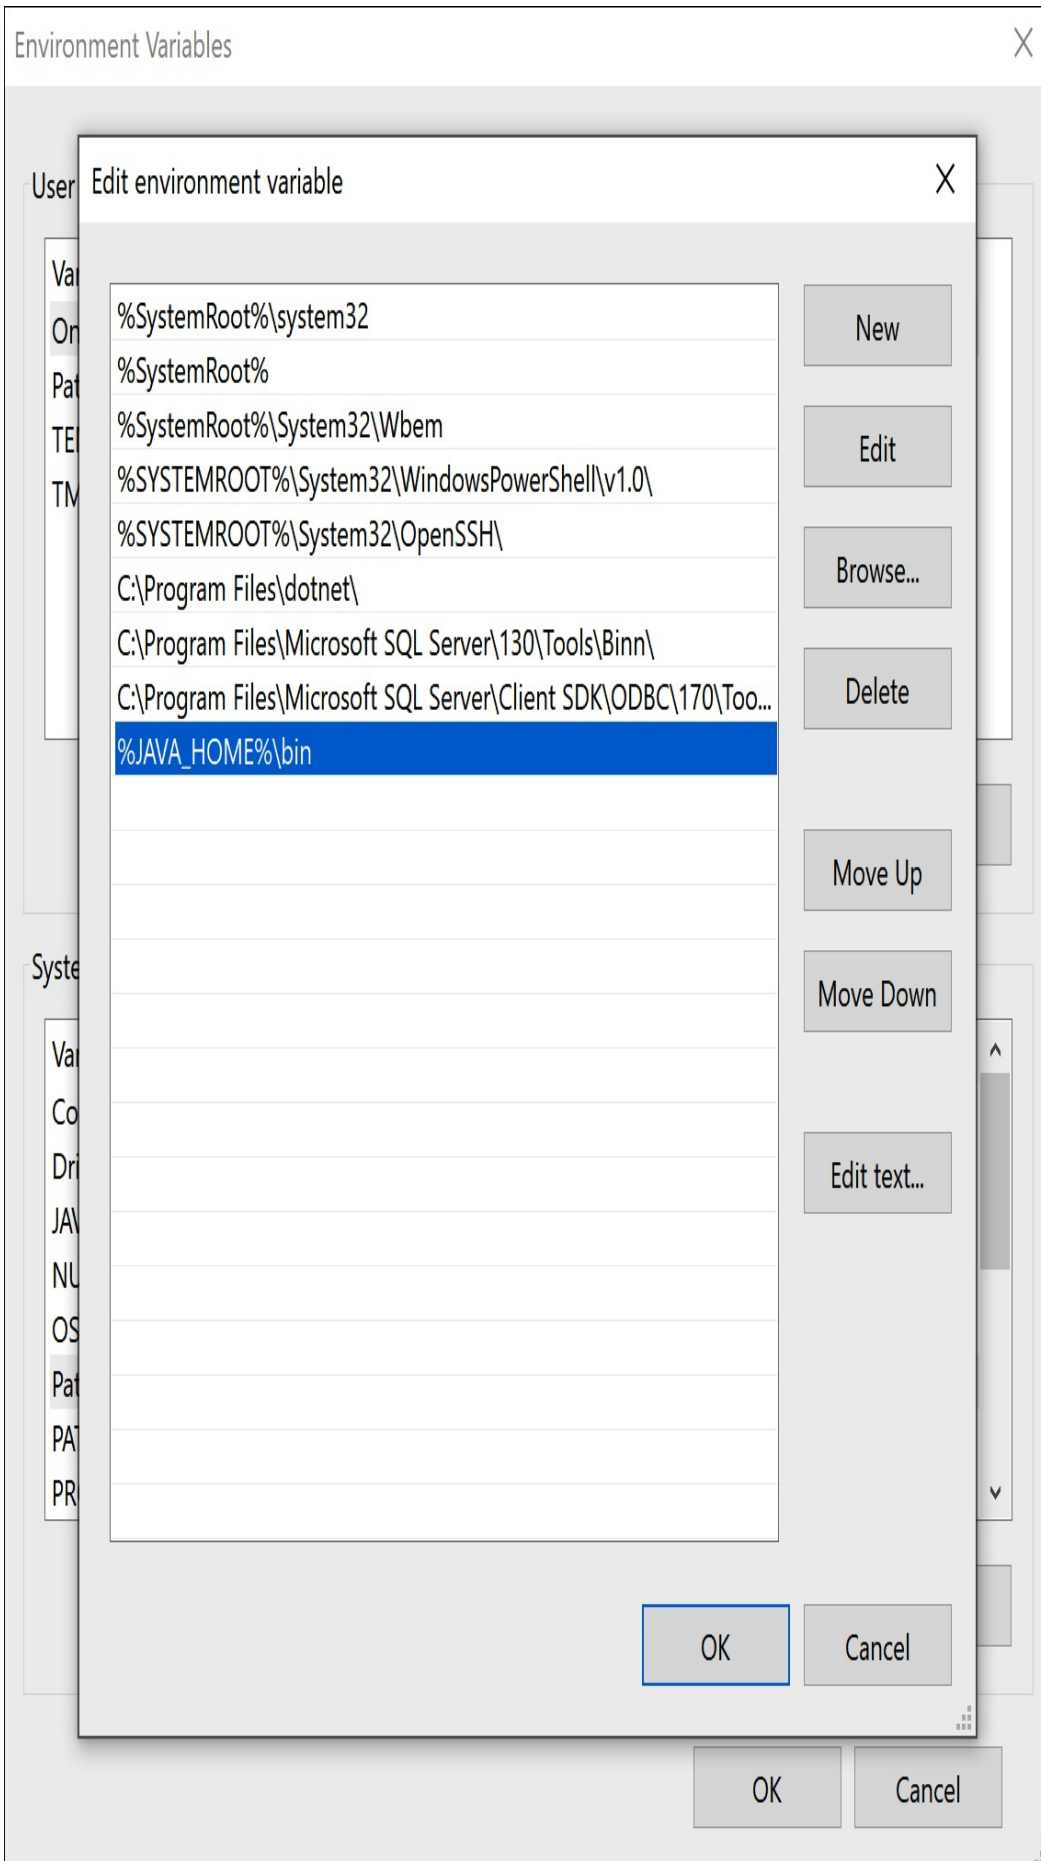 Environment Variables
User
Edit environment variable
%SystemRoot%\system32
%SystemRoot%
%SystemRoot%\System32\Wbem
%SYSTEMROOT%\System32\WindowsPowerShell\v1.0\
%SYSTEMROOT%\System32\OpenSSH\
C:\Program Files\dotnet\
C:\Program Files\Microsoft SQL Server\130\Tools\Binn\
C:\Program Files\Microsoft SQL Server\Client SDK\ODBC\170\Too...
%JAVA_HOME%\bin
New
Edit
Browse...
Delete
Move Up
Move Down
Edit text...
OK
Cancel
OK
Cancel